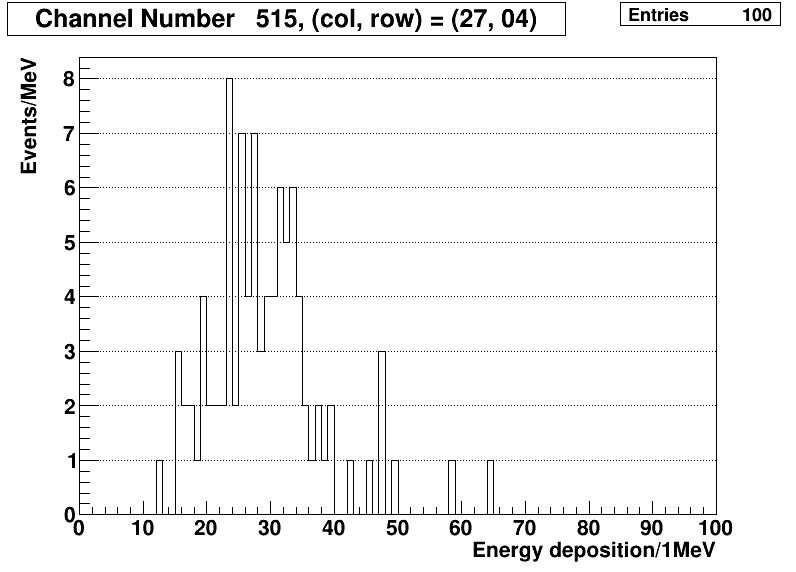 Channel Number 515, (col, row) = (27, 04)
Entries 100
Events/MeV
8
7
6
5
4
3
2
1
0
0 10 20 30 40 50 60 70 80 90 100
Energy deposition/1MeV